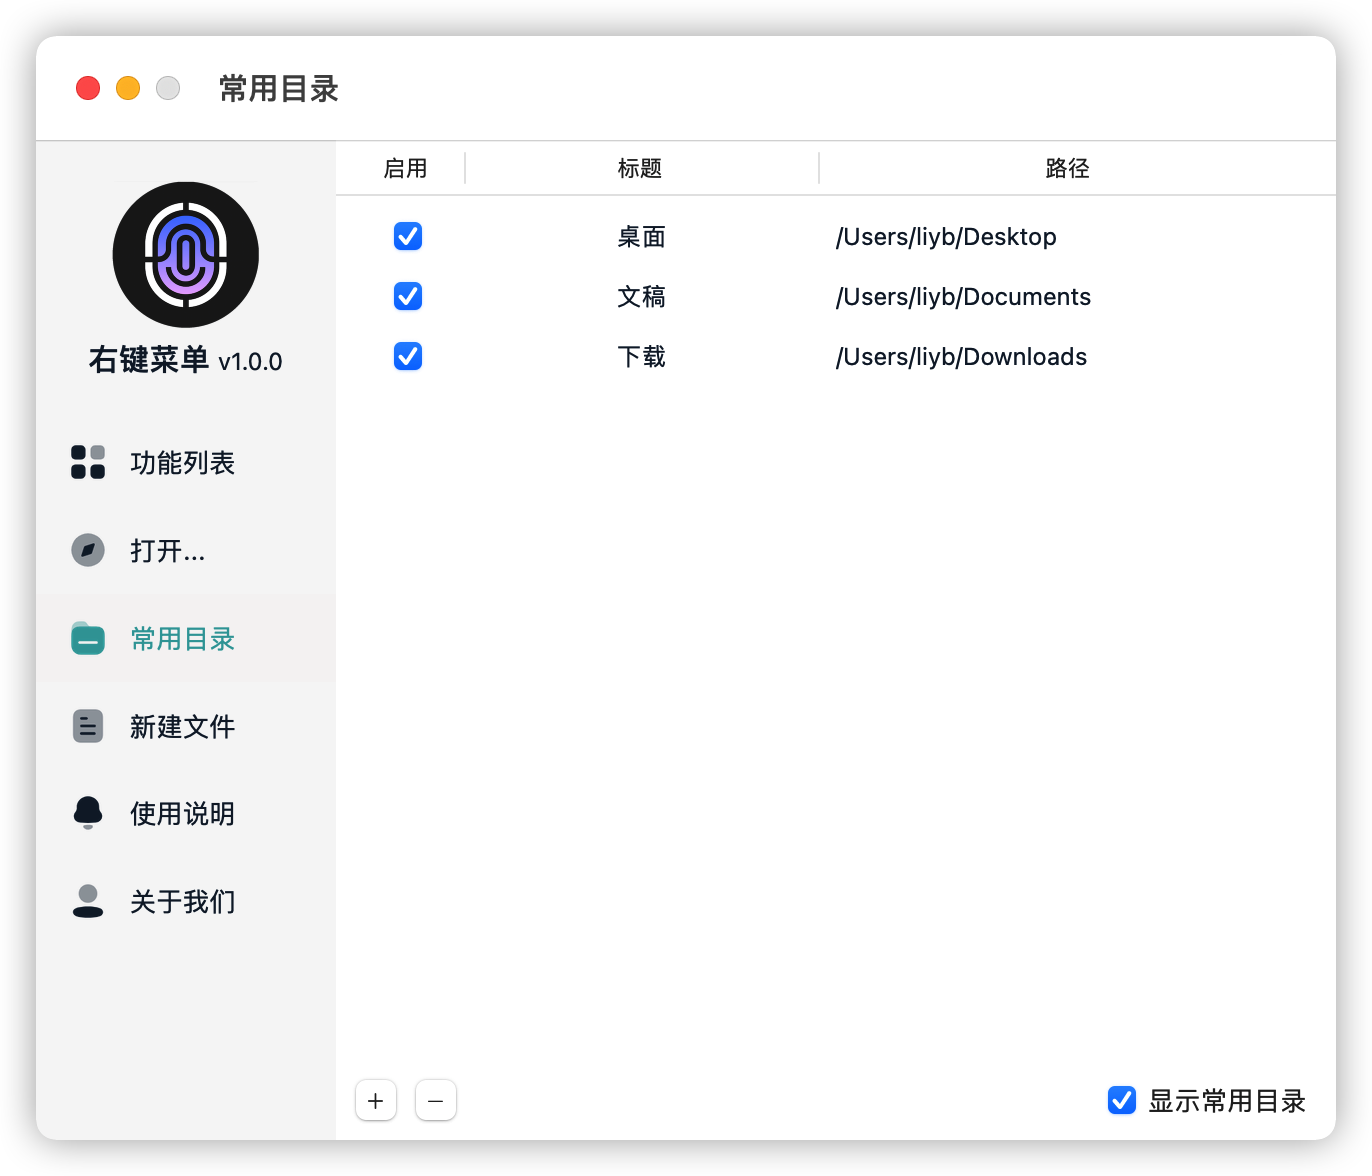 常用目录
右键菜单 v1.0.0
功能列表
打开...
常用目录
新建文件
使用说明
关于我们
启用 标题 路径
桌面 /Users/liyb/Desktop
文稿 /Users/liyb/Documents
下载 /Users/liyb/Downloads
+ −
显示常用目录